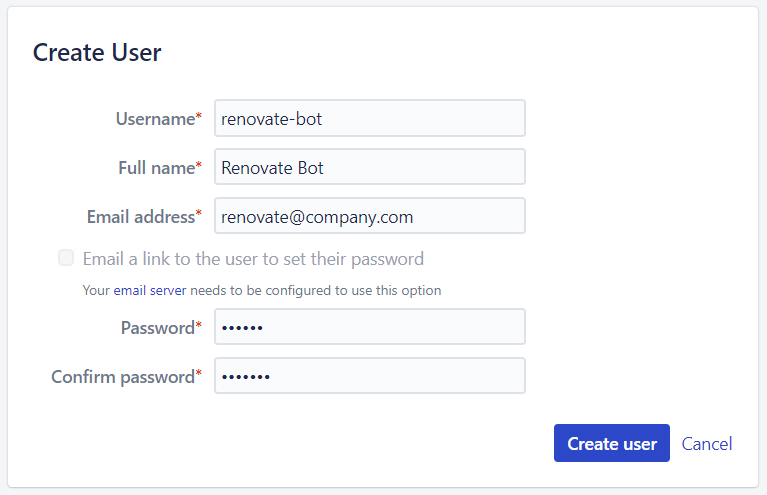 Create User
Username* renovate-bot
Full name* Renovate Bot
Email address* renovate@company.com
Email a link to the user to set their password
Your email server needs to be configured to use this option
Password* ••••••
Confirm password* •••••••
Create user Cancel